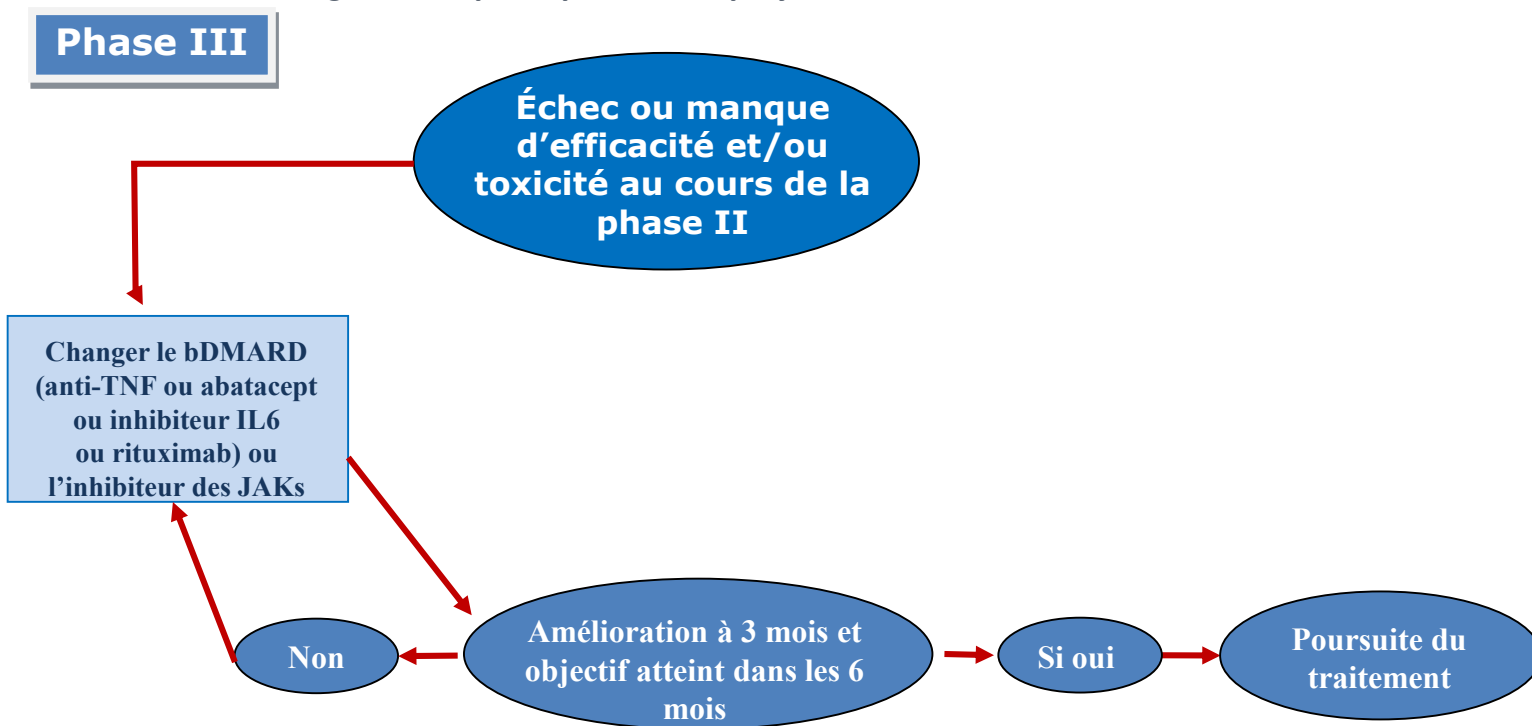 Phase III
Échec ou manque
d’efficacité et/ou
toxicité au cours de la
phase II
Changer le bDMARD
(anti-TNF ou abatacept
ou inhibiteur IL6
ou rituximab) ou
l’inhibiteur des JAKs
Non
Amélioration à 3 mois et
objectif atteint dans les 6
mois
Si oui
Poursuite du
traitement